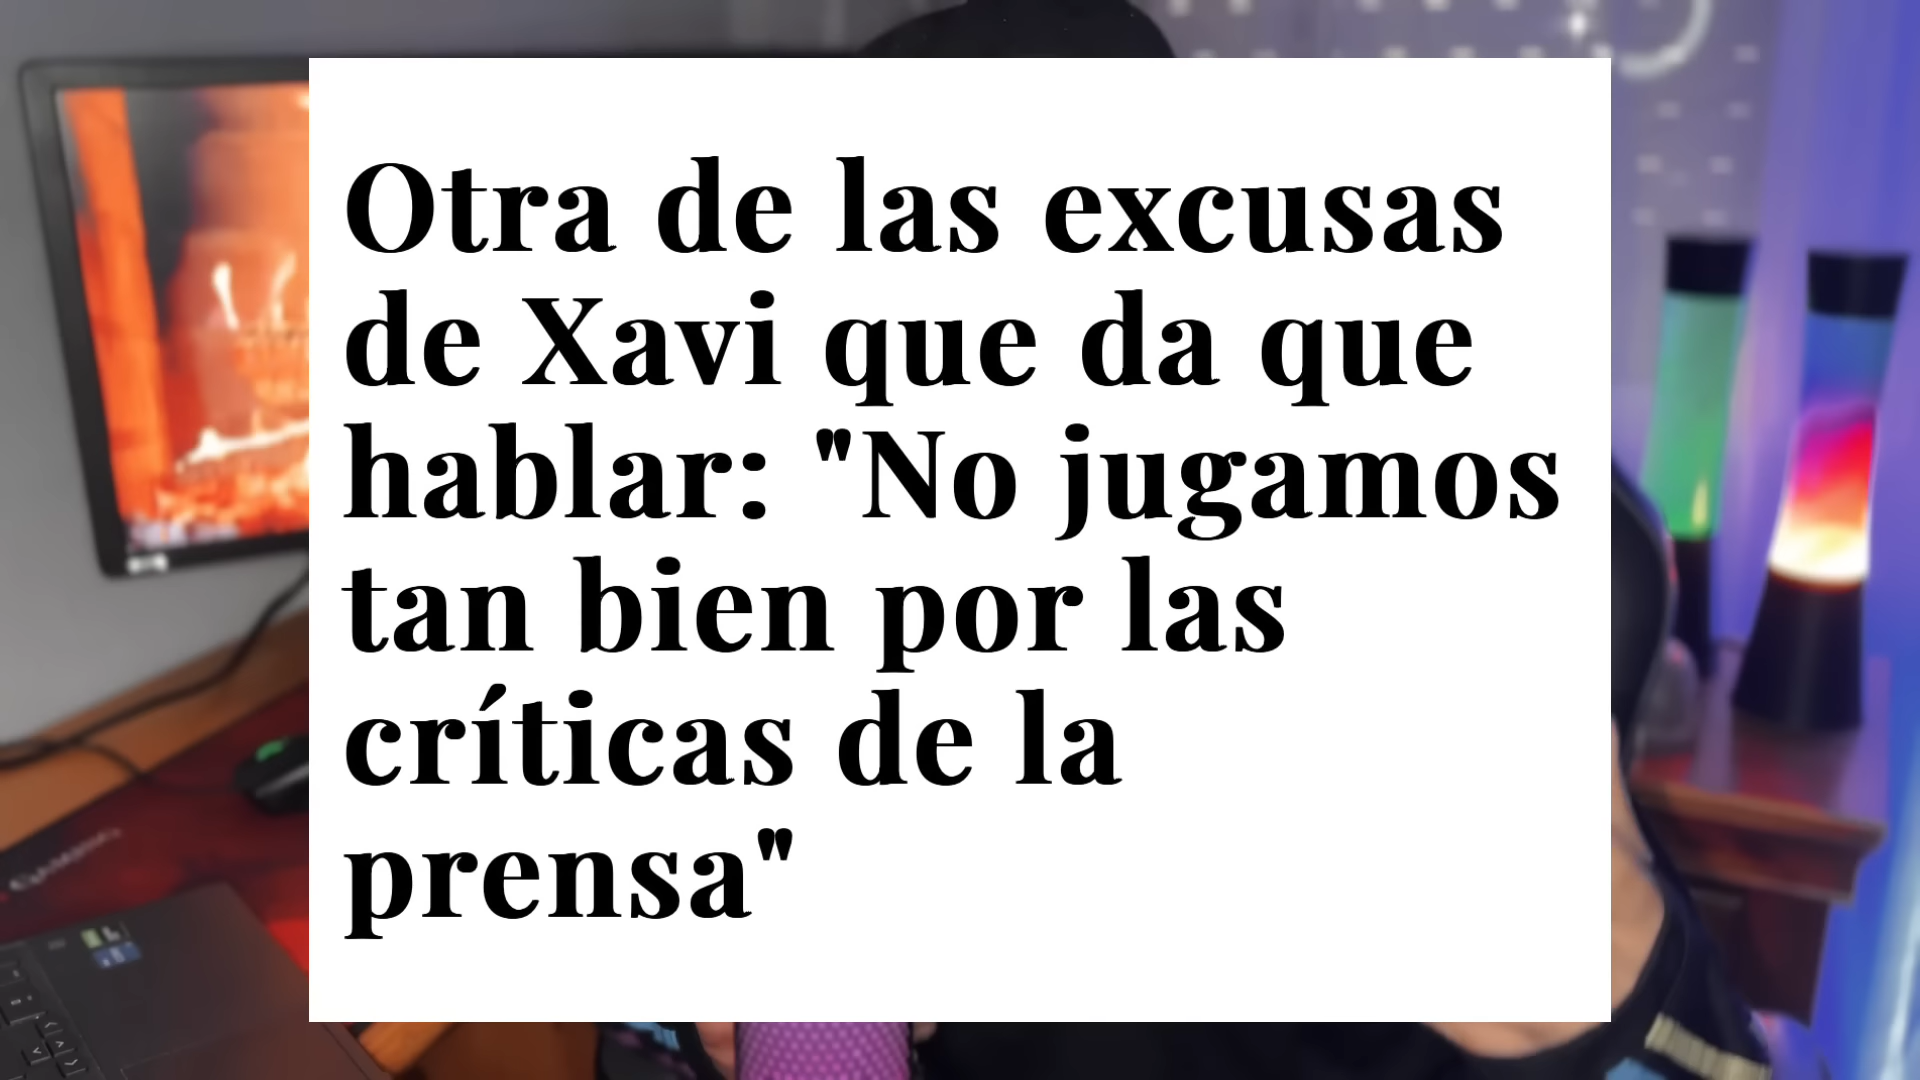 Otra de las excusas
de Xavi que da que
hablar: "No jugamos
tan bien por las
críticas de la
prensa"
GAMING